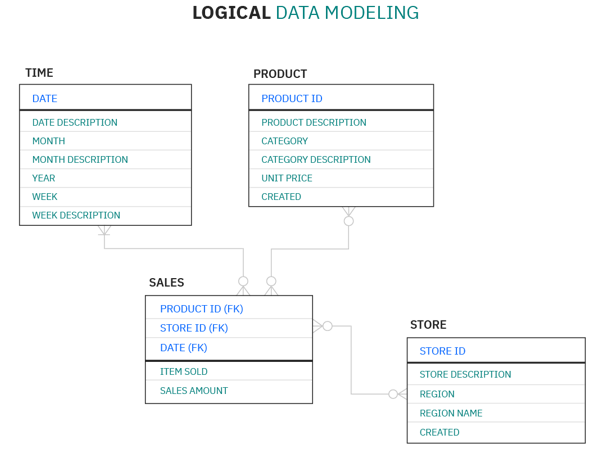 LOGICAL DATA MODELING
TIME
DATE
DATE DESCRIPTION
MONTH
MONTH DESCRIPTION
YEAR
WEEK
WEEK DESCRIPTION
PRODUCT
PRODUCT ID
PRODUCT DESCRIPTION
CATEGORY
CATEGORY DESCRIPTION
UNIT PRICE
CREATED
SALES
PRODUCT ID (FK)
STORE ID (FK)
DATE (FK)
ITEM SOLD
SALES AMOUNT
STORE
STORE ID
STORE DESCRIPTION
REGION
REGION NAME
CREATED